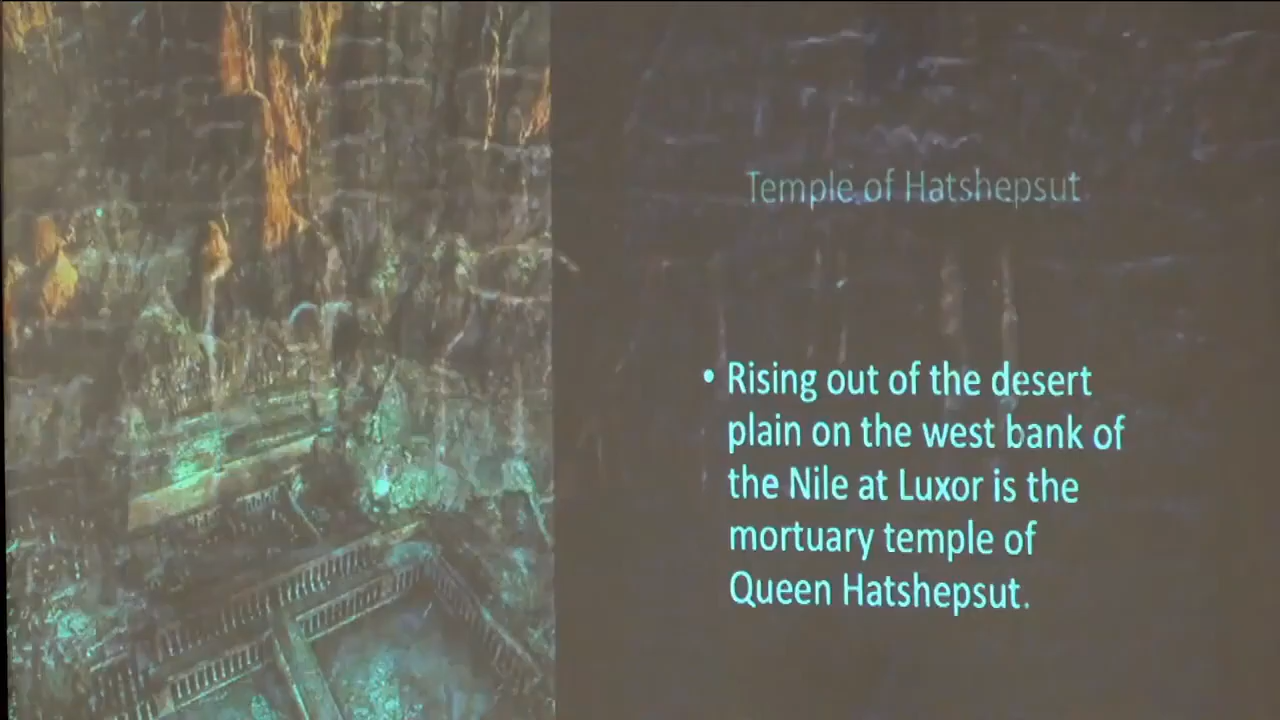 Temple of Hatshepsut
• Rising out of the desert
plain on the west bank of
the Nile at Luxor is the
mortuary temple of
Queen Hatshepsut.